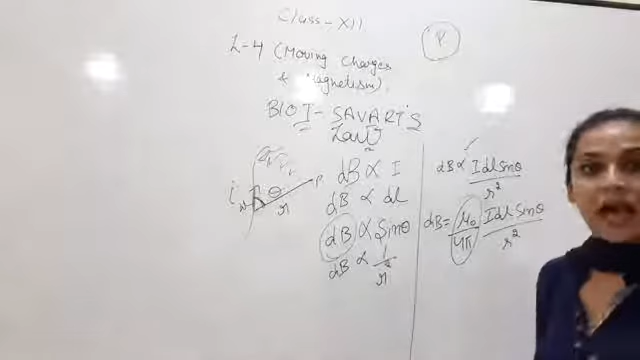 Class - XII
L-4 (Moving Charges
& Magnetism)
BIOT - SAVART'S
Law
i
θ
r
P
dB ∝ I
dB ∝ dl
dB ∝ Sinθ
dB ∝ 1/r²
dB ∝ Idl Sinθ/r²
dB = μ₀/4π Idl Sinθ/r²